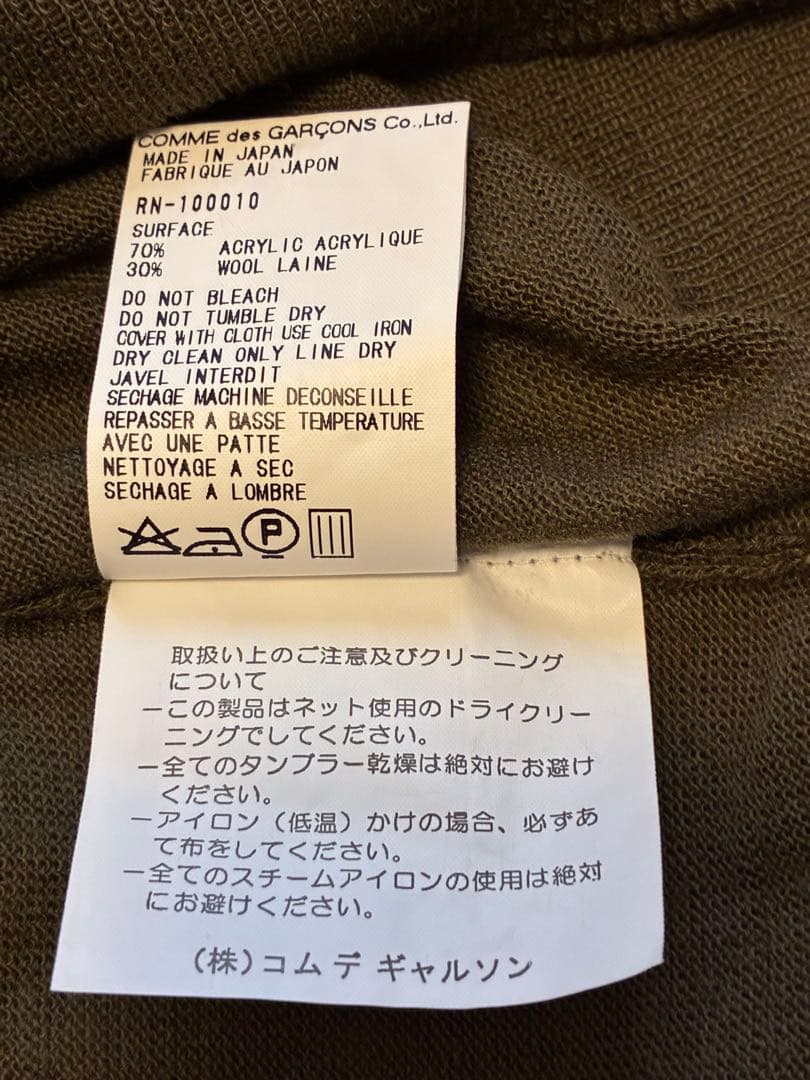 COMME des GARÇONS Co.,Ltd.
MADE IN JAPAN
FABRIQUE AU JAPON
RN-100010
SURFACE
70% ACRYLIC ACRYLIQUE
30% WOOL LAINE
DO NOT BLEACH
DO NOT TUMBLE DRY
COVER WITH CLOTH USE COOL IRON
DRY CLEAN ONLY LINE DRY
JAVEL INTERDIT
SECHAGE MACHINE DECONSEILLE
REPASSER A BASSE TEMPERATURE
AVEC UNE PATTE
NETTOYAGE A SEC
SECHAGE A LOMBRE
P
取扱い上のご注意及びクリーニング
について
ーこの製品はネット使用のドライクリー
ニングでしてください。
ー全てのタンブラー乾燥は絶対にお避け
ください。
ーアイロン（低温）かけの場合、必ずあ
て布をしてください。
ー全てのスチームアイロンの使用は絶対
にお避けください。
（株）コム デ ギャルソン